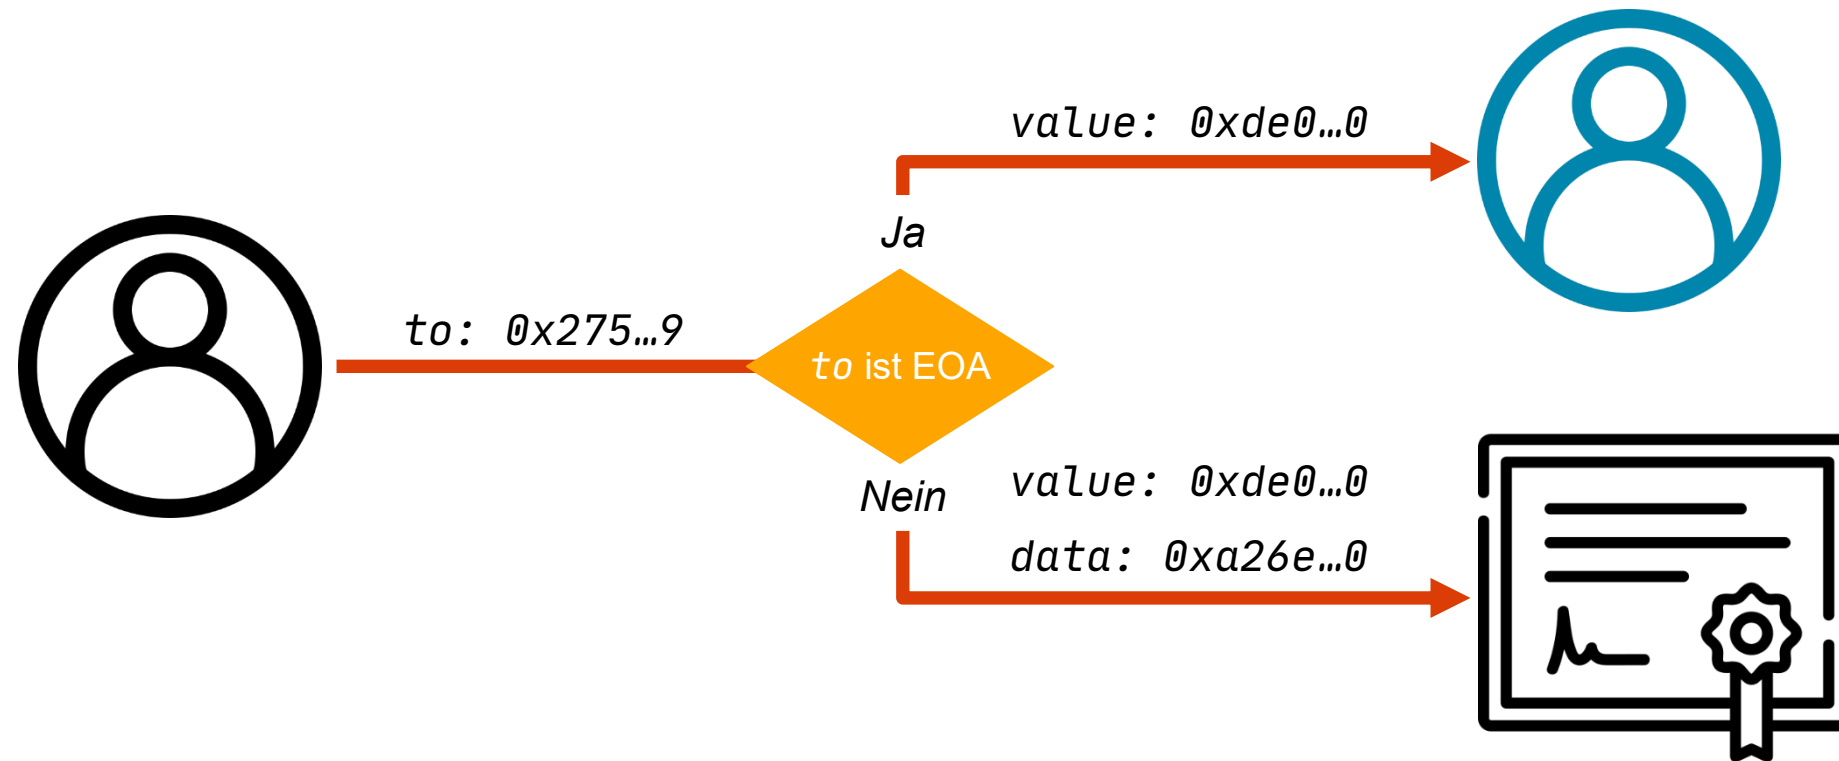 value: 0xde0…0
Ja
to: 0x275…9
to ist EOA
Nein
value: 0xde0…0
data: 0xa26e…0